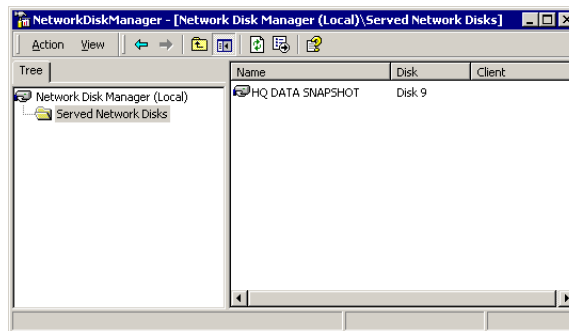 NetworkDiskManager - [Network Disk Manager (Local)\Served Network Disks]
Action View
Tree
Name Disk Client
Network Disk Manager (Local)
Served Network Disks
HQ DATA SNAPSHOT Disk 9